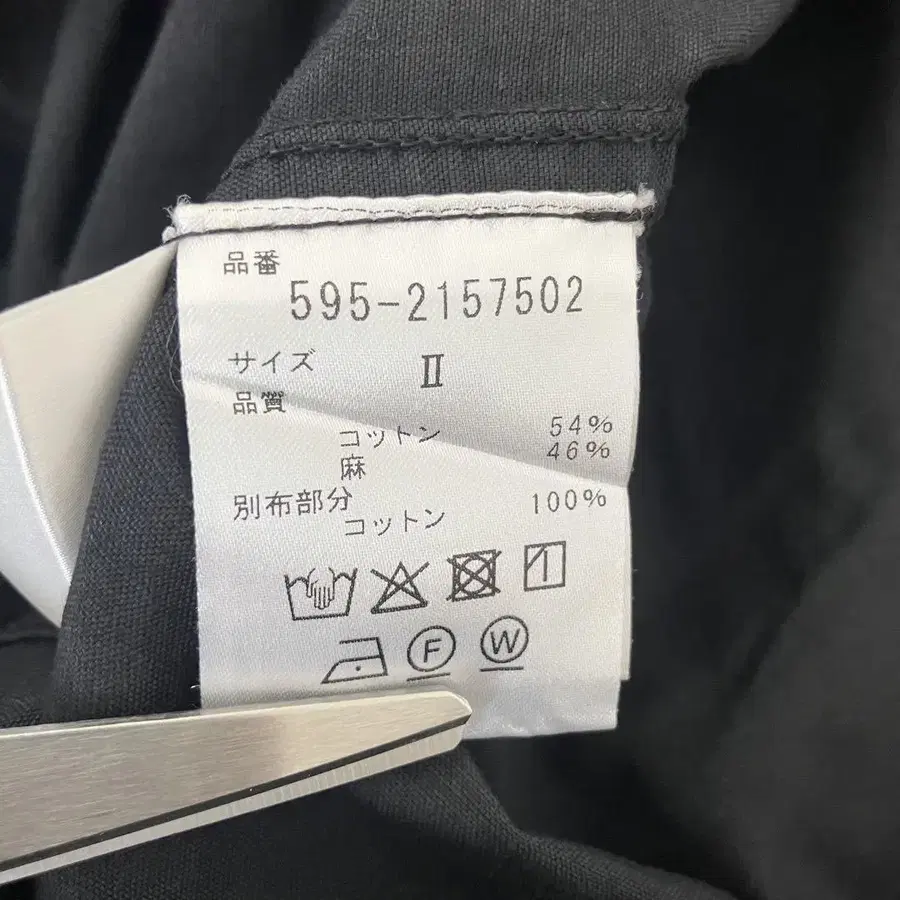 品番
595-2157502
サイズ Ⅱ
品質
コットン 54%
麻 46%
別布部分
コットン 100%
F W